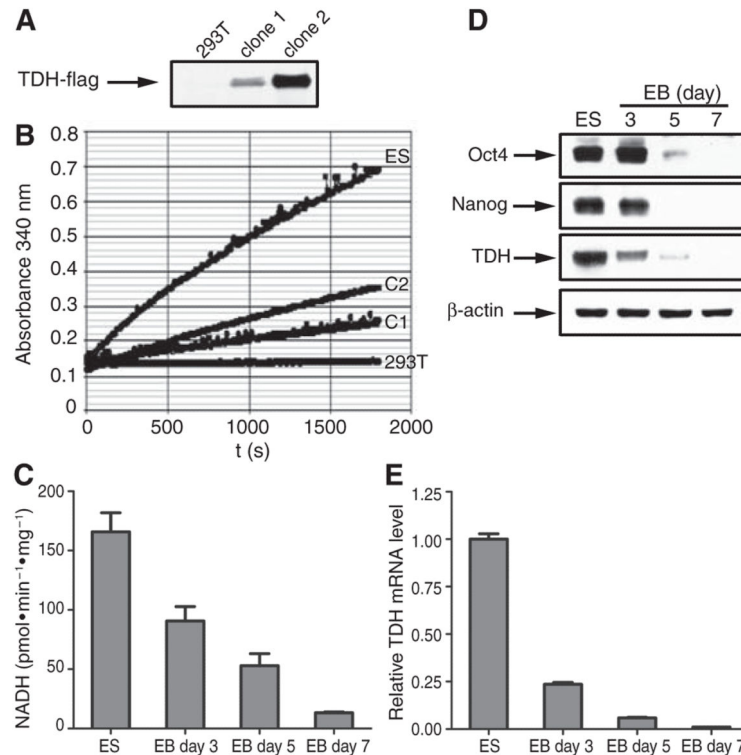 A
293T
clone 1
clone 2
TDH-flag
B
0.8
0.7
0.6
0.5
0.4
0.3
0.2
0.1
0
Absorbance 340 nm
ES
C2
C1
293T
0 500 1000 1500 2000
t (s)
C
200
150
100
50
0
NADH (pmol•min⁻¹•mg⁻¹)
ES EB day 3 EB day 5 EB day 7
D
EB (day)
ES 3 5 7
Oct4
Nanog
TDH
β-actin
E
1.25
1.00
0.75
0.50
0.25
0.00
Relative TDH mRNA level
ES EB day 3 EB day 5 EB day 7